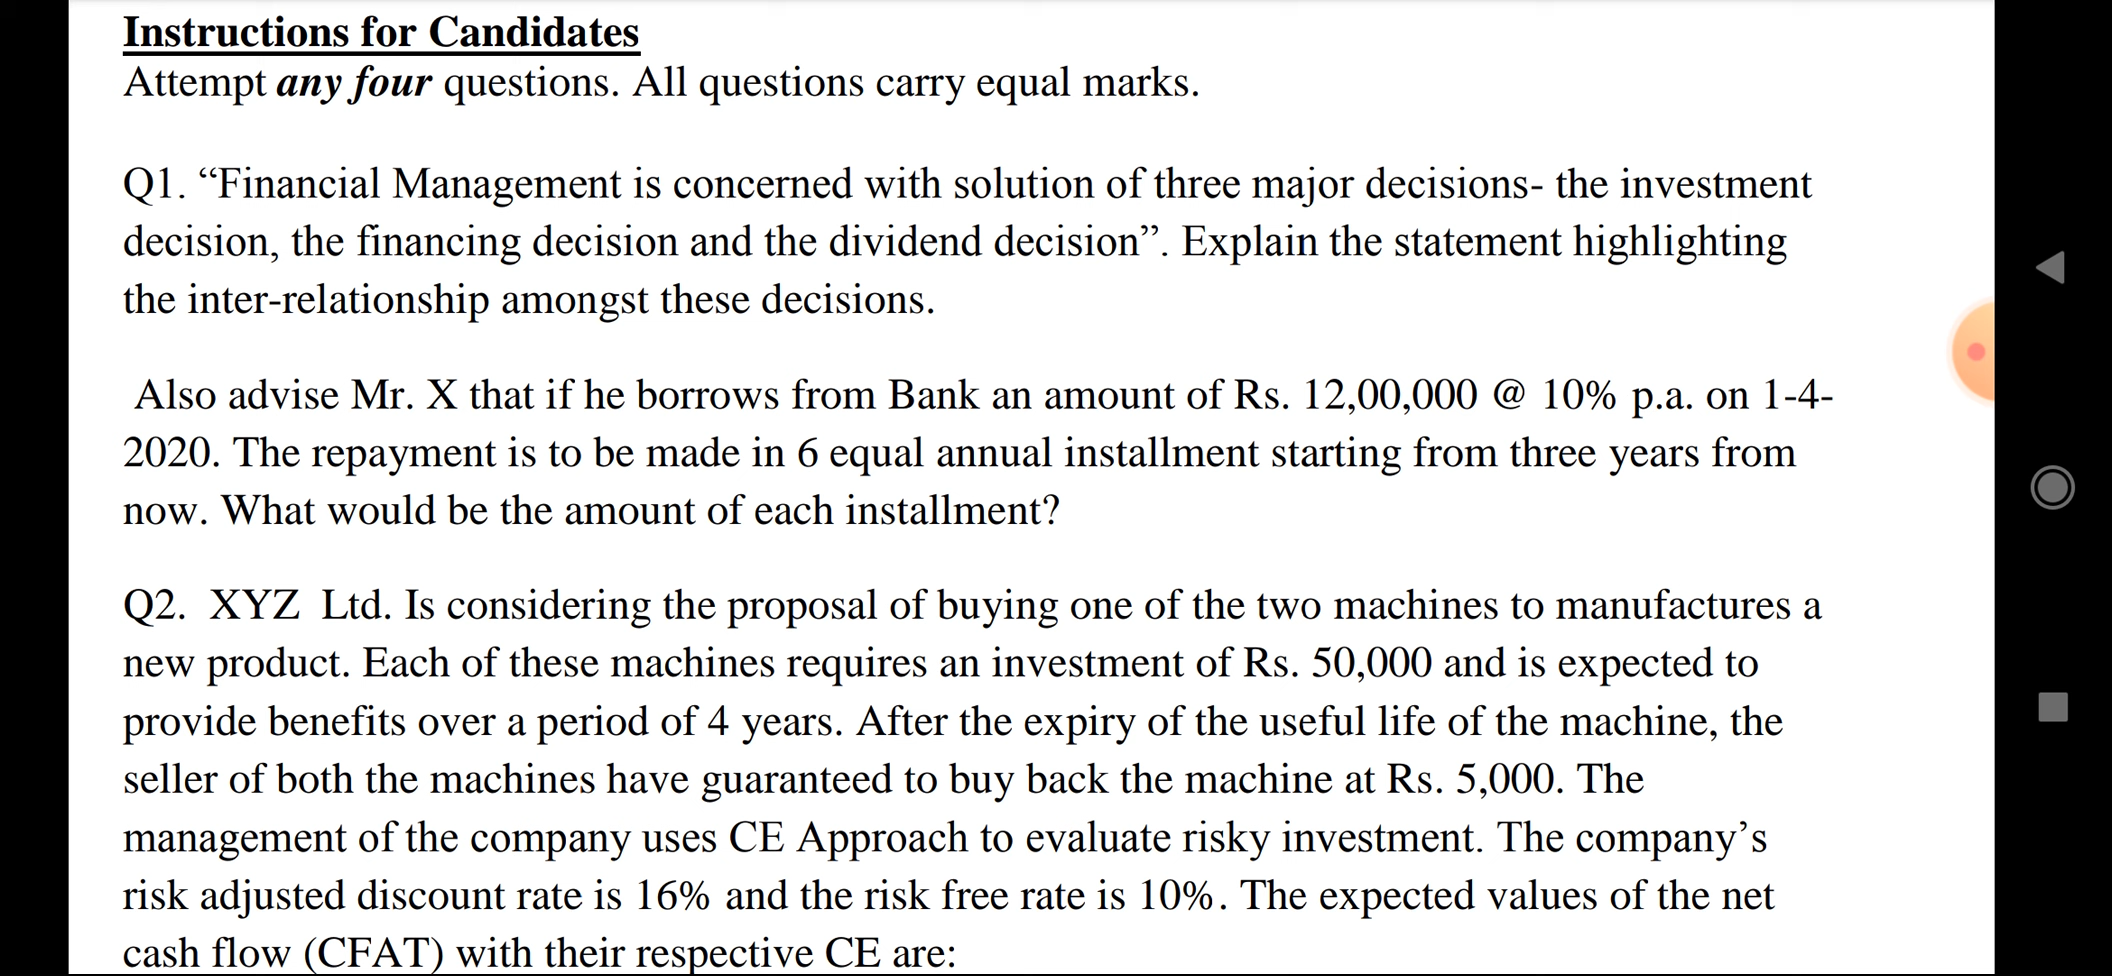 Instructions for Candidates
Attempt any four questions. All questions carry equal marks.
Q1. “Financial Management is concerned with solution of three major decisions- the investment
decision, the financing decision and the dividend decision”. Explain the statement highlighting
the inter-relationship amongst these decisions.
Also advise Mr. X that if he borrows from Bank an amount of Rs. 12,00,000 @ 10% p.a. on 1-4-
2020. The repayment is to be made in 6 equal annual installment starting from three years from
now. What would be the amount of each installment?
Q2. XYZ Ltd. Is considering the proposal of buying one of the two machines to manufactures a
new product. Each of these machines requires an investment of Rs. 50,000 and is expected to
provide benefits over a period of 4 years. After the expiry of the useful life of the machine, the
seller of both the machines have guaranteed to buy back the machine at Rs. 5,000. The
management of the company uses CE Approach to evaluate risky investment. The company’s
risk adjusted discount rate is 16% and the risk free rate is 10%. The expected values of the net
cash flow (CFAT) with their respective CE are: